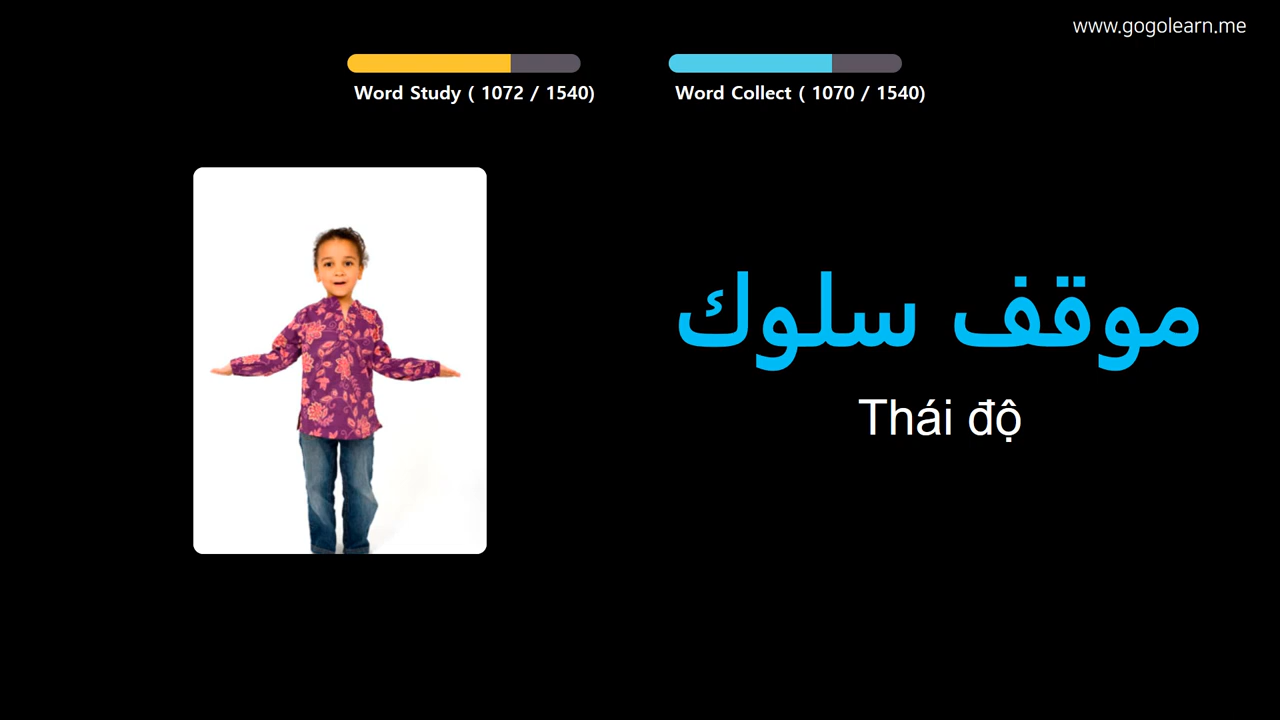 www.gogolearn.me
Word Study ( 1072 / 1540)
Word Collect ( 1070 / 1540)
موقف سلوك
Thái độ